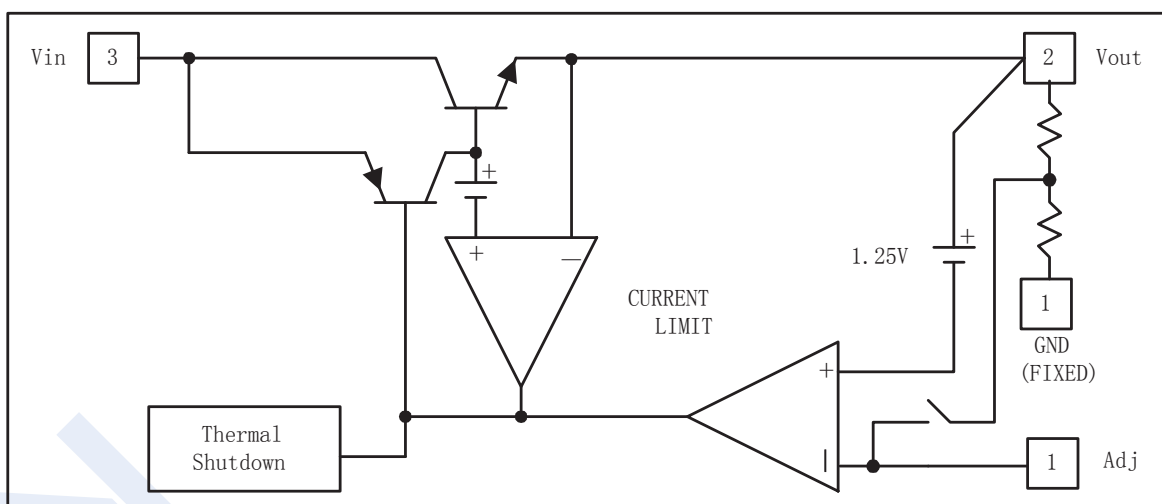 Vin
3
2
Vout
+
+
−
1.25V
+
CURRENT
LIMIT
1
GND
(FIXED)
+
−
Thermal
Shutdown
1
Adj